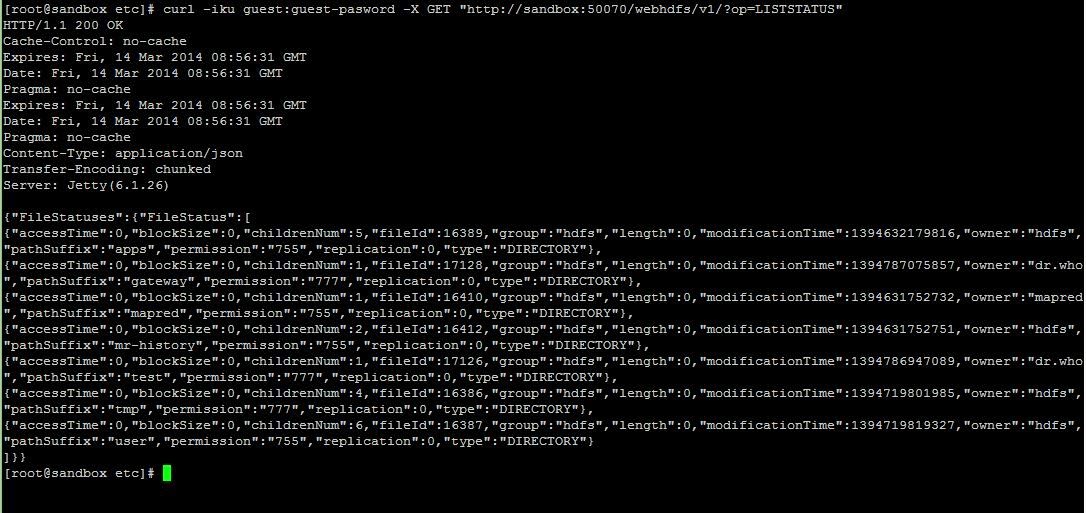 [root@sandbox etc]# curl -iku guest:guest-pasword -X GET "http://sandbox:50070/webhdfs/v1/?op=LISTSTATUS"
HTTP/1.1 200 OK
Cache-Control: no-cache
Expires: Fri, 14 Mar 2014 08:56:31 GMT
Date: Fri, 14 Mar 2014 08:56:31 GMT
Pragma: no-cache
Expires: Fri, 14 Mar 2014 08:56:31 GMT
Date: Fri, 14 Mar 2014 08:56:31 GMT
Pragma: no-cache
Content-Type: application/json
Transfer-Encoding: chunked
Server: Jetty(6.1.26)
{"FileStatuses":{"FileStatus":[
{"accessTime":0,"blockSize":0,"childrenNum":5,"fileId":16389,"group":"hdfs","length":0,"modificationTime":1394632179816,"owner":"hdfs",
"pathSuffix":"apps","permission":"755","replication":0,"type":"DIRECTORY"},
{"accessTime":0,"blockSize":0,"childrenNum":1,"fileId":17128,"group":"hdfs","length":0,"modificationTime":1394787075857,"owner":"dr.who
","pathSuffix":"gateway","permission":"777","replication":0,"type":"DIRECTORY"},
{"accessTime":0,"blockSize":0,"childrenNum":1,"fileId":16410,"group":"hdfs","length":0,"modificationTime":1394631752732,"owner":"mapred
","pathSuffix":"mapred","permission":"755","replication":0,"type":"DIRECTORY"},
{"accessTime":0,"blockSize":0,"childrenNum":2,"fileId":16412,"group":"hdfs","length":0,"modificationTime":1394631752751,"owner":"hdfs",
"pathSuffix":"mr-history","permission":"755","replication":0,"type":"DIRECTORY"},
{"accessTime":0,"blockSize":0,"childrenNum":1,"fileId":17126,"group":"hdfs","length":0,"modificationTime":1394786947089,"owner":"dr.who
","pathSuffix":"test","permission":"777","replication":0,"type":"DIRECTORY"},
{"accessTime":0,"blockSize":0,"childrenNum":4,"fileId":16386,"group":"hdfs","length":0,"modificationTime":1394719801985,"owner":"hdfs",
"pathSuffix":"tmp","permission":"777","replication":0,"type":"DIRECTORY"},
{"accessTime":0,"blockSize":0,"childrenNum":6,"fileId":16387,"group":"hdfs","length":0,"modificationTime":1394719819327,"owner":"hdfs",
"pathSuffix":"user","permission":"755","replication":0,"type":"DIRECTORY"}
]}}
[root@sandbox etc]#